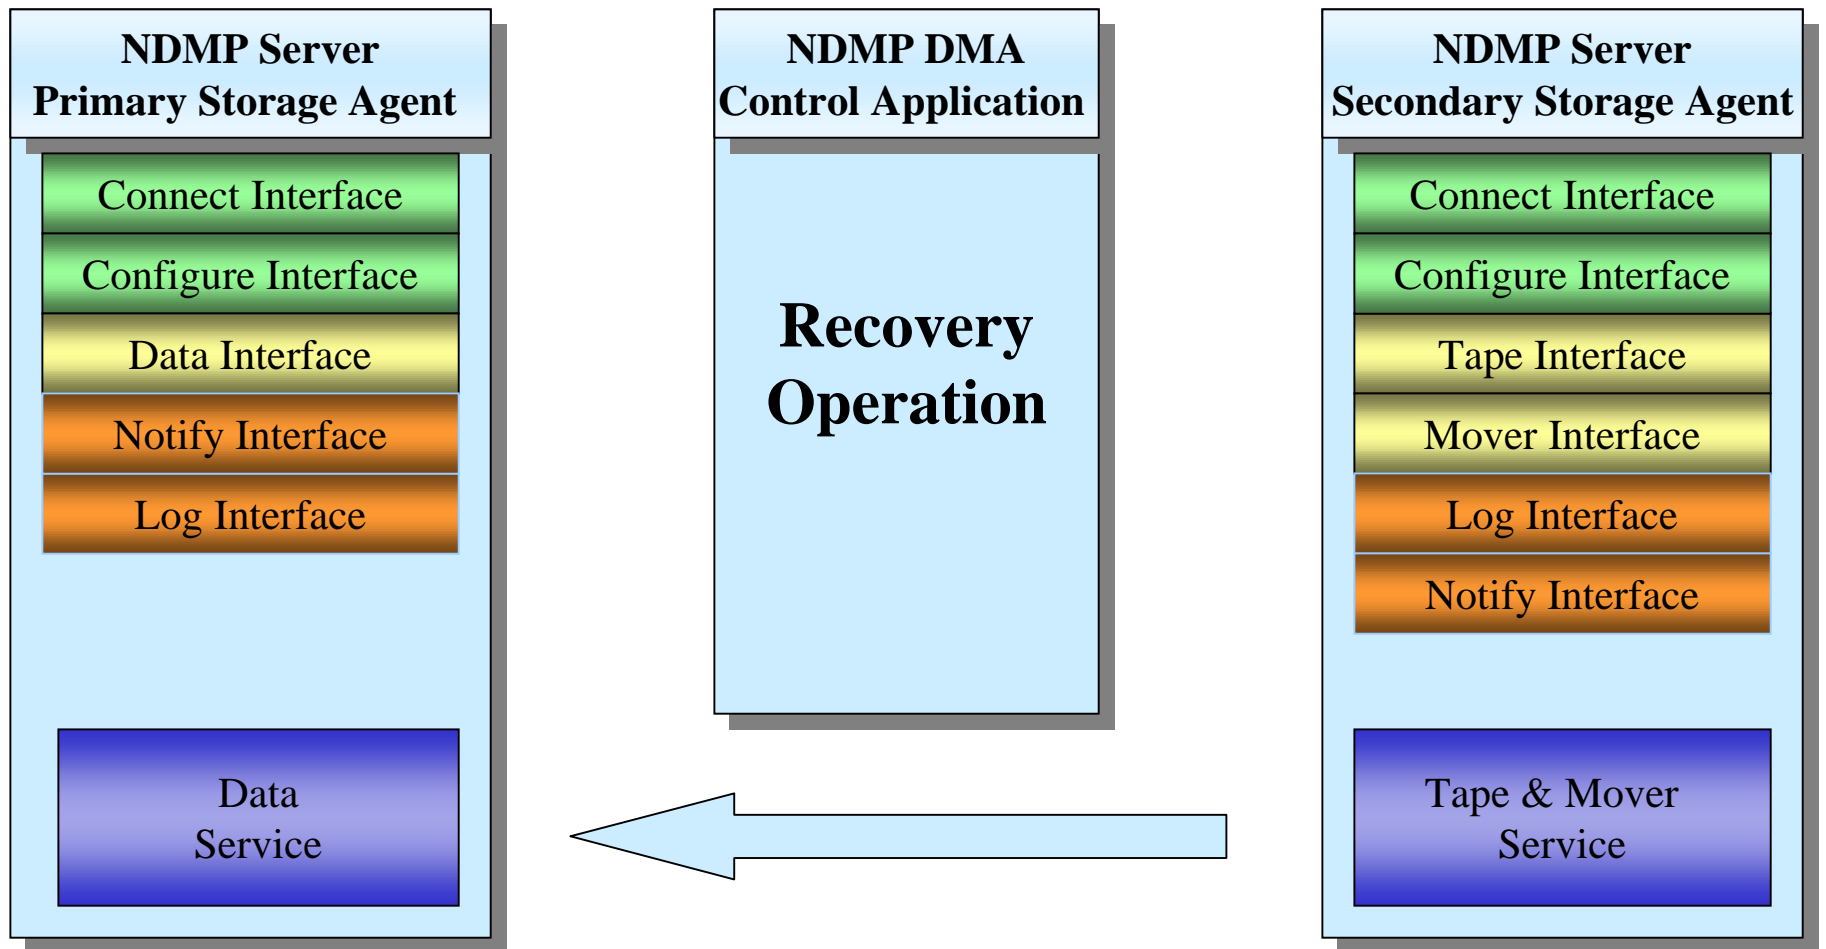 NDMP Server
Primary Storage Agent
Connect Interface
Configure Interface
Data Interface
Notify Interface
Log Interface
Data
Service
NDMP DMA
Control Application
Recovery
Operation
NDMP Server
Secondary Storage Agent
Connect Interface
Configure Interface
Tape Interface
Mover Interface
Log Interface
Notify Interface
Tape & Mover
Service